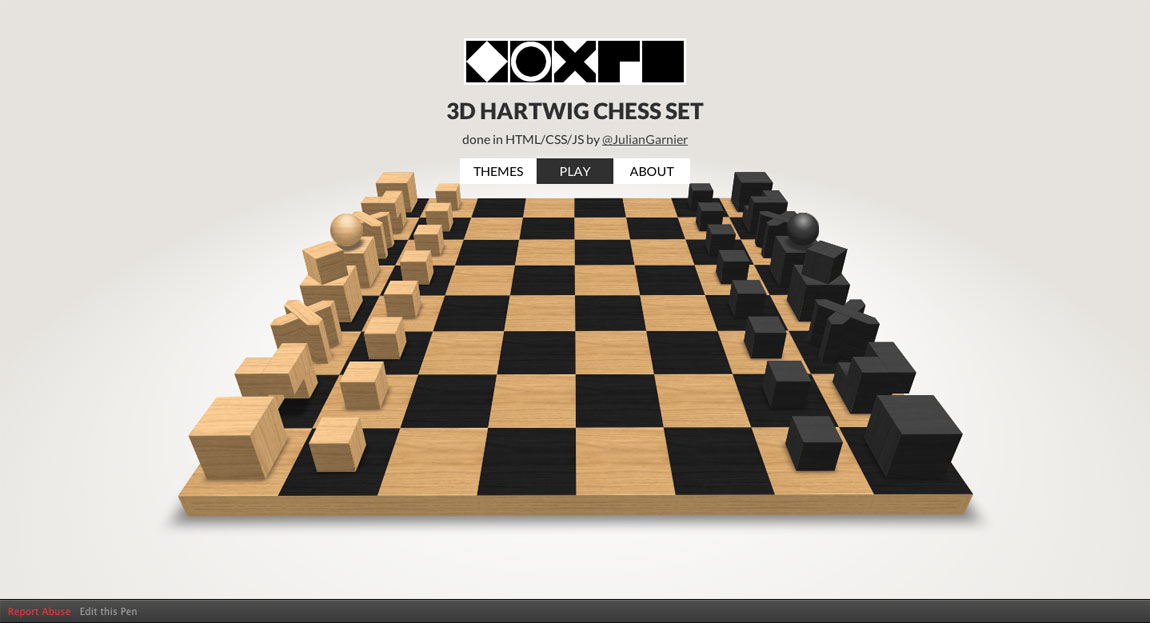 3D HARTWIG CHESS SET
done in HTML/CSS/JS by @JulianGarnier
THEMES PLAY ABOUT
Report Abuse Edit this Pen